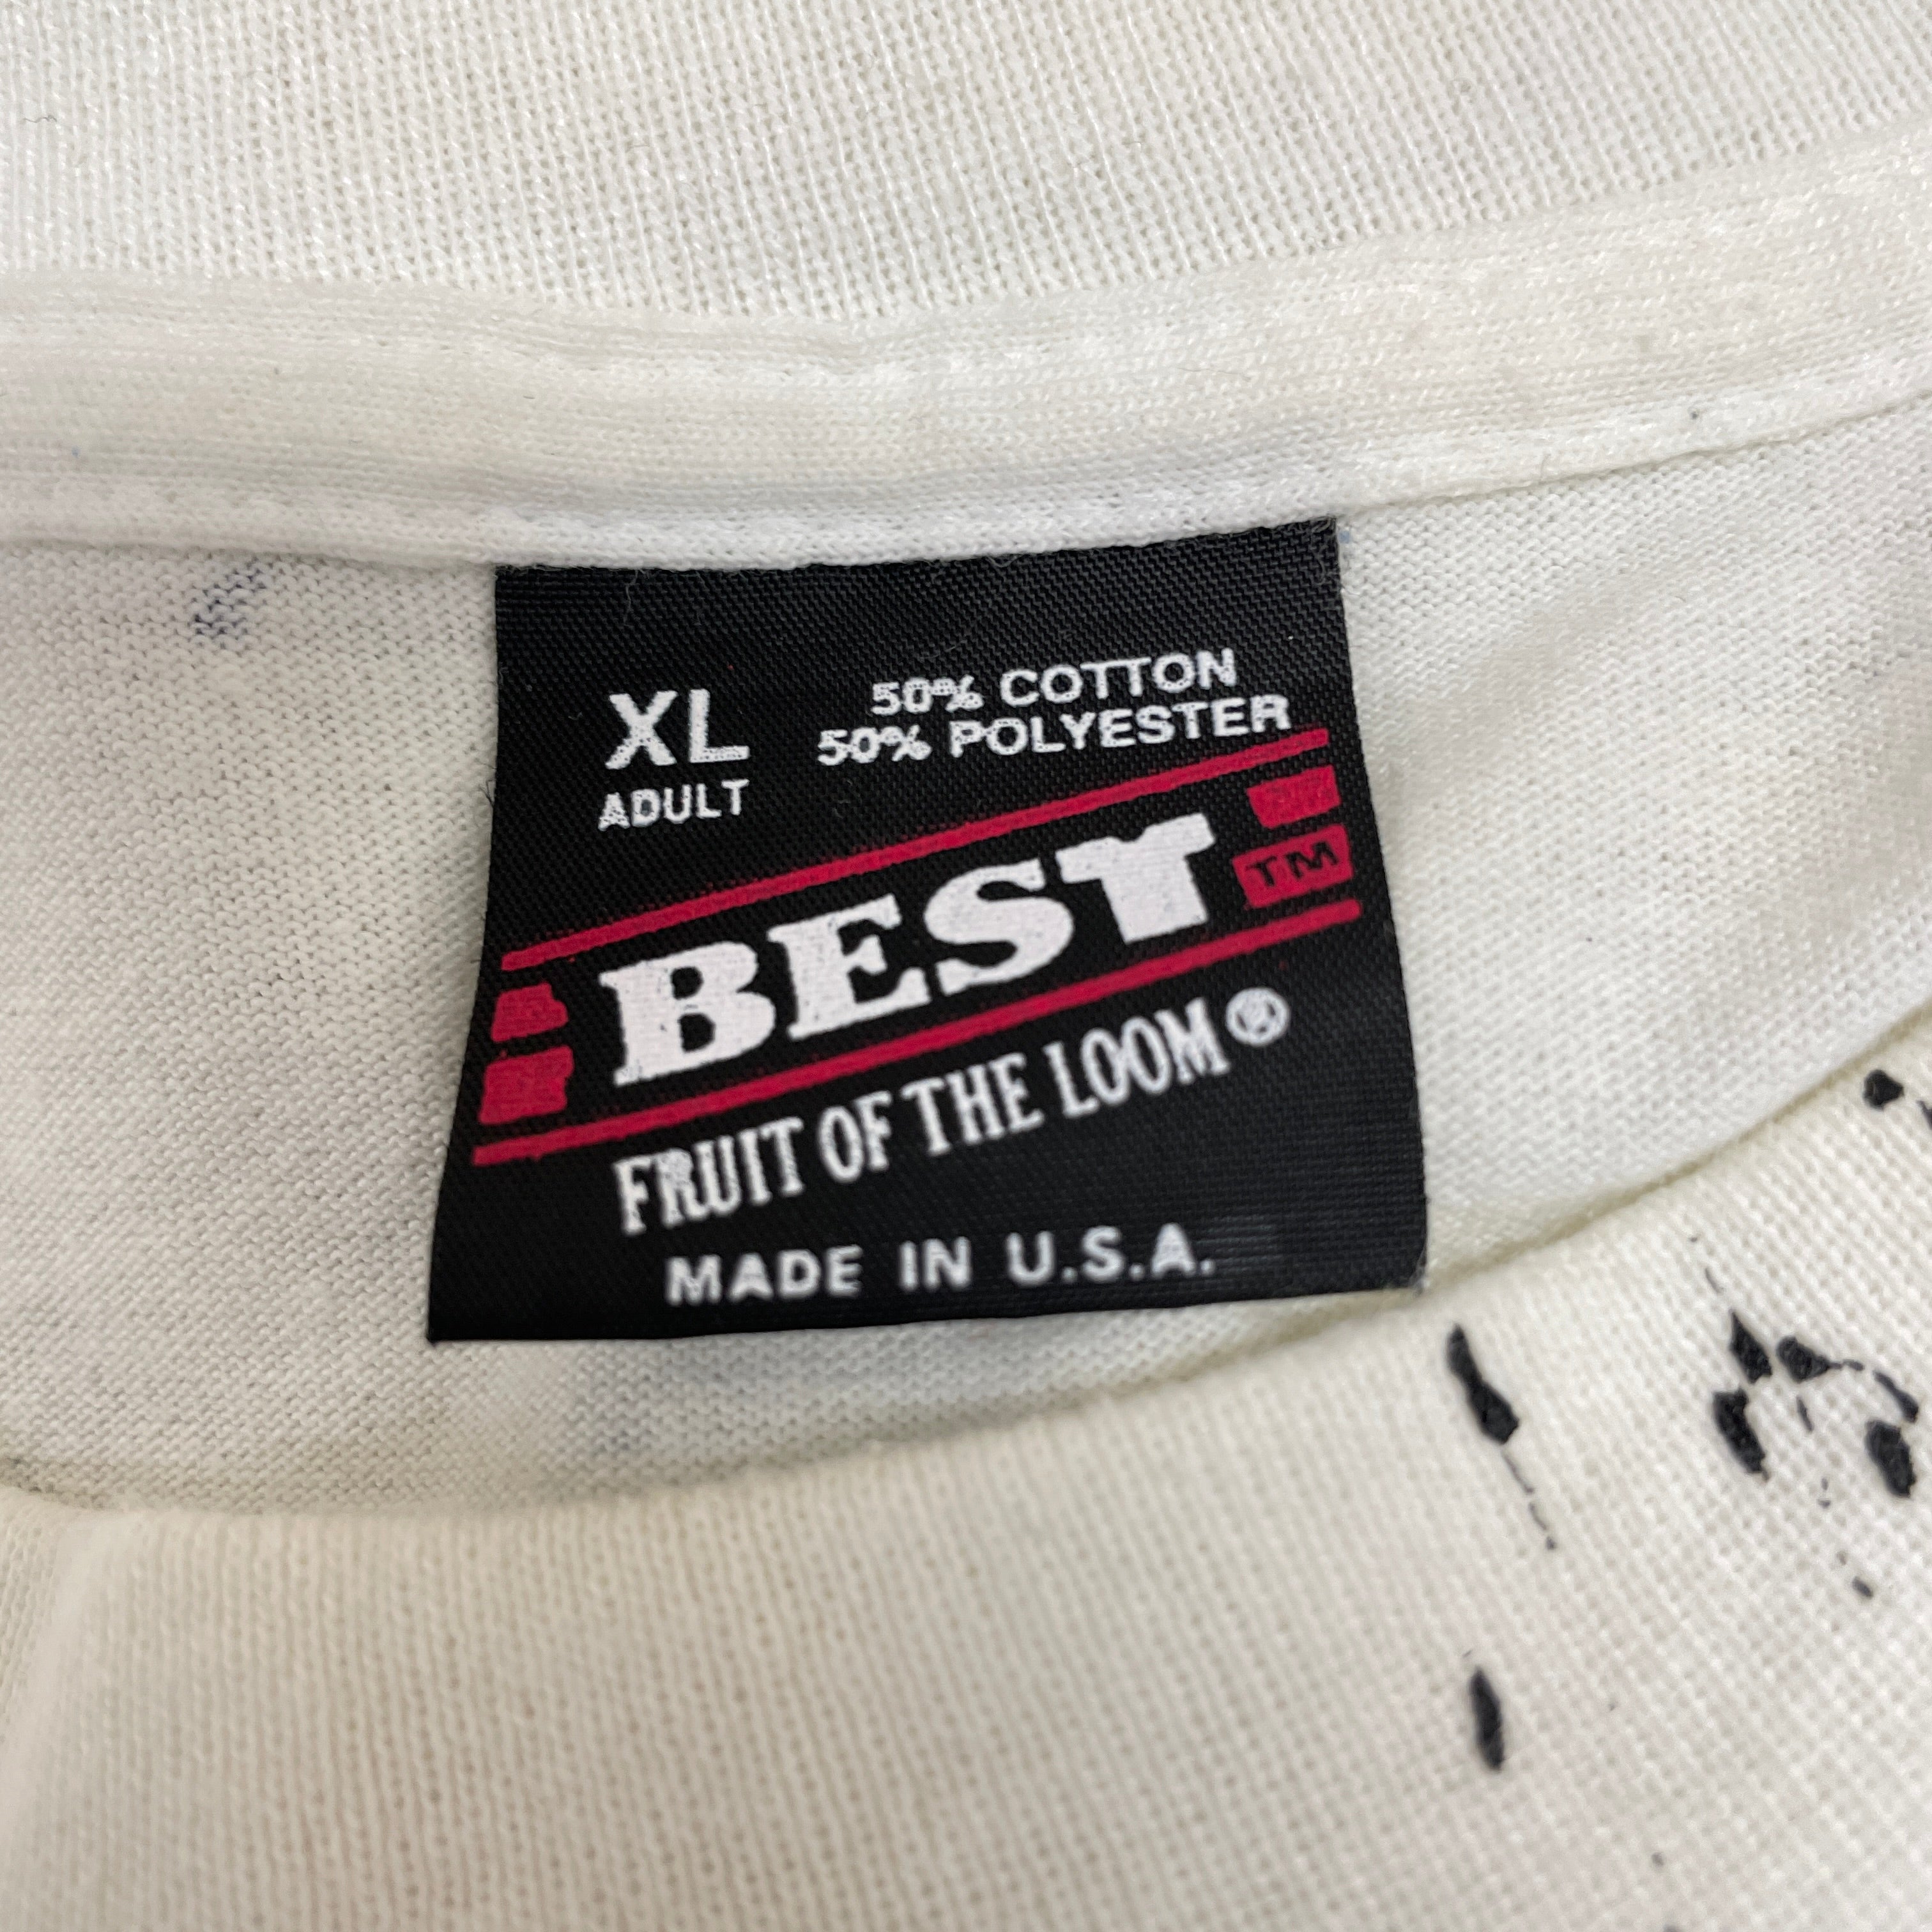 XL
ADULT
50% COTTON
50% POLYESTER
BEST
TM
FRUIT OF THE LOOM®
MADE IN U.S.A.